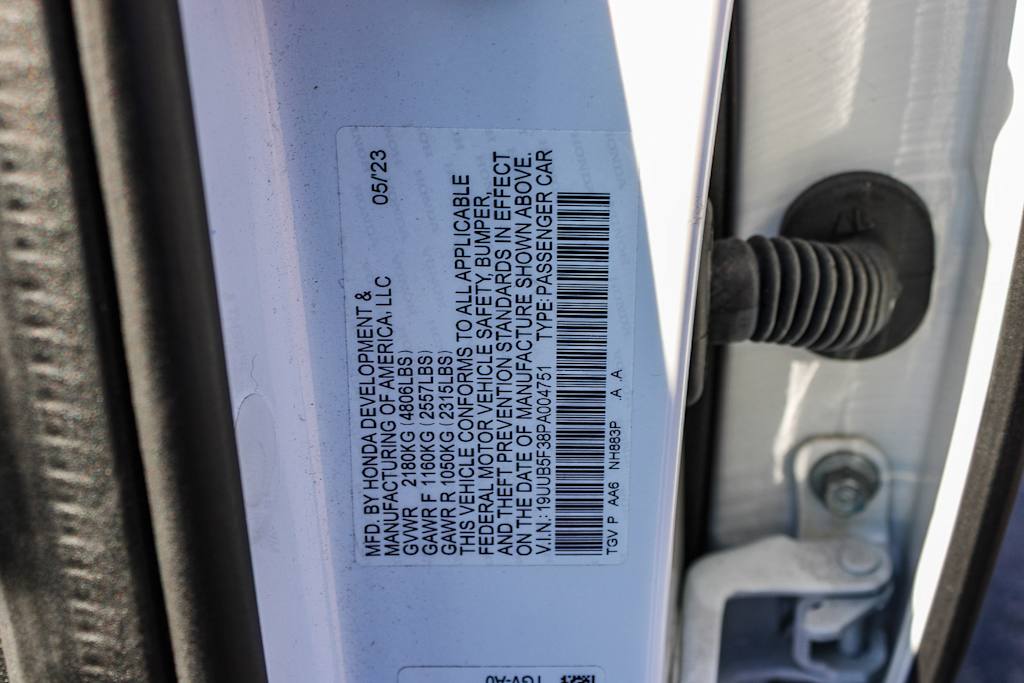 MFD. BY HONDA DEVELOPMENT &
MANUFACTURING OF AMERICA, LLC 05/'23
GVWR 2180KG (4806LBS)
GAWR F 1160KG (2557LBS)
GAWR R 1050KG (2315LBS)
THIS VEHICLE CONFORMS TO ALL APPLICABLE
FEDERAL MOTOR VEHICLE SAFETY, BUMPER,
AND THEFT PREVENTION STANDARDS IN EFFECT
ON THE DATE OF MANUFACTURE SHOWN ABOVE.
V.I.N.: 19UUB5F38PA004751 TYPE: PASSENGER CAR
TGV P AA6 NH883P .A .A
TGV-A0